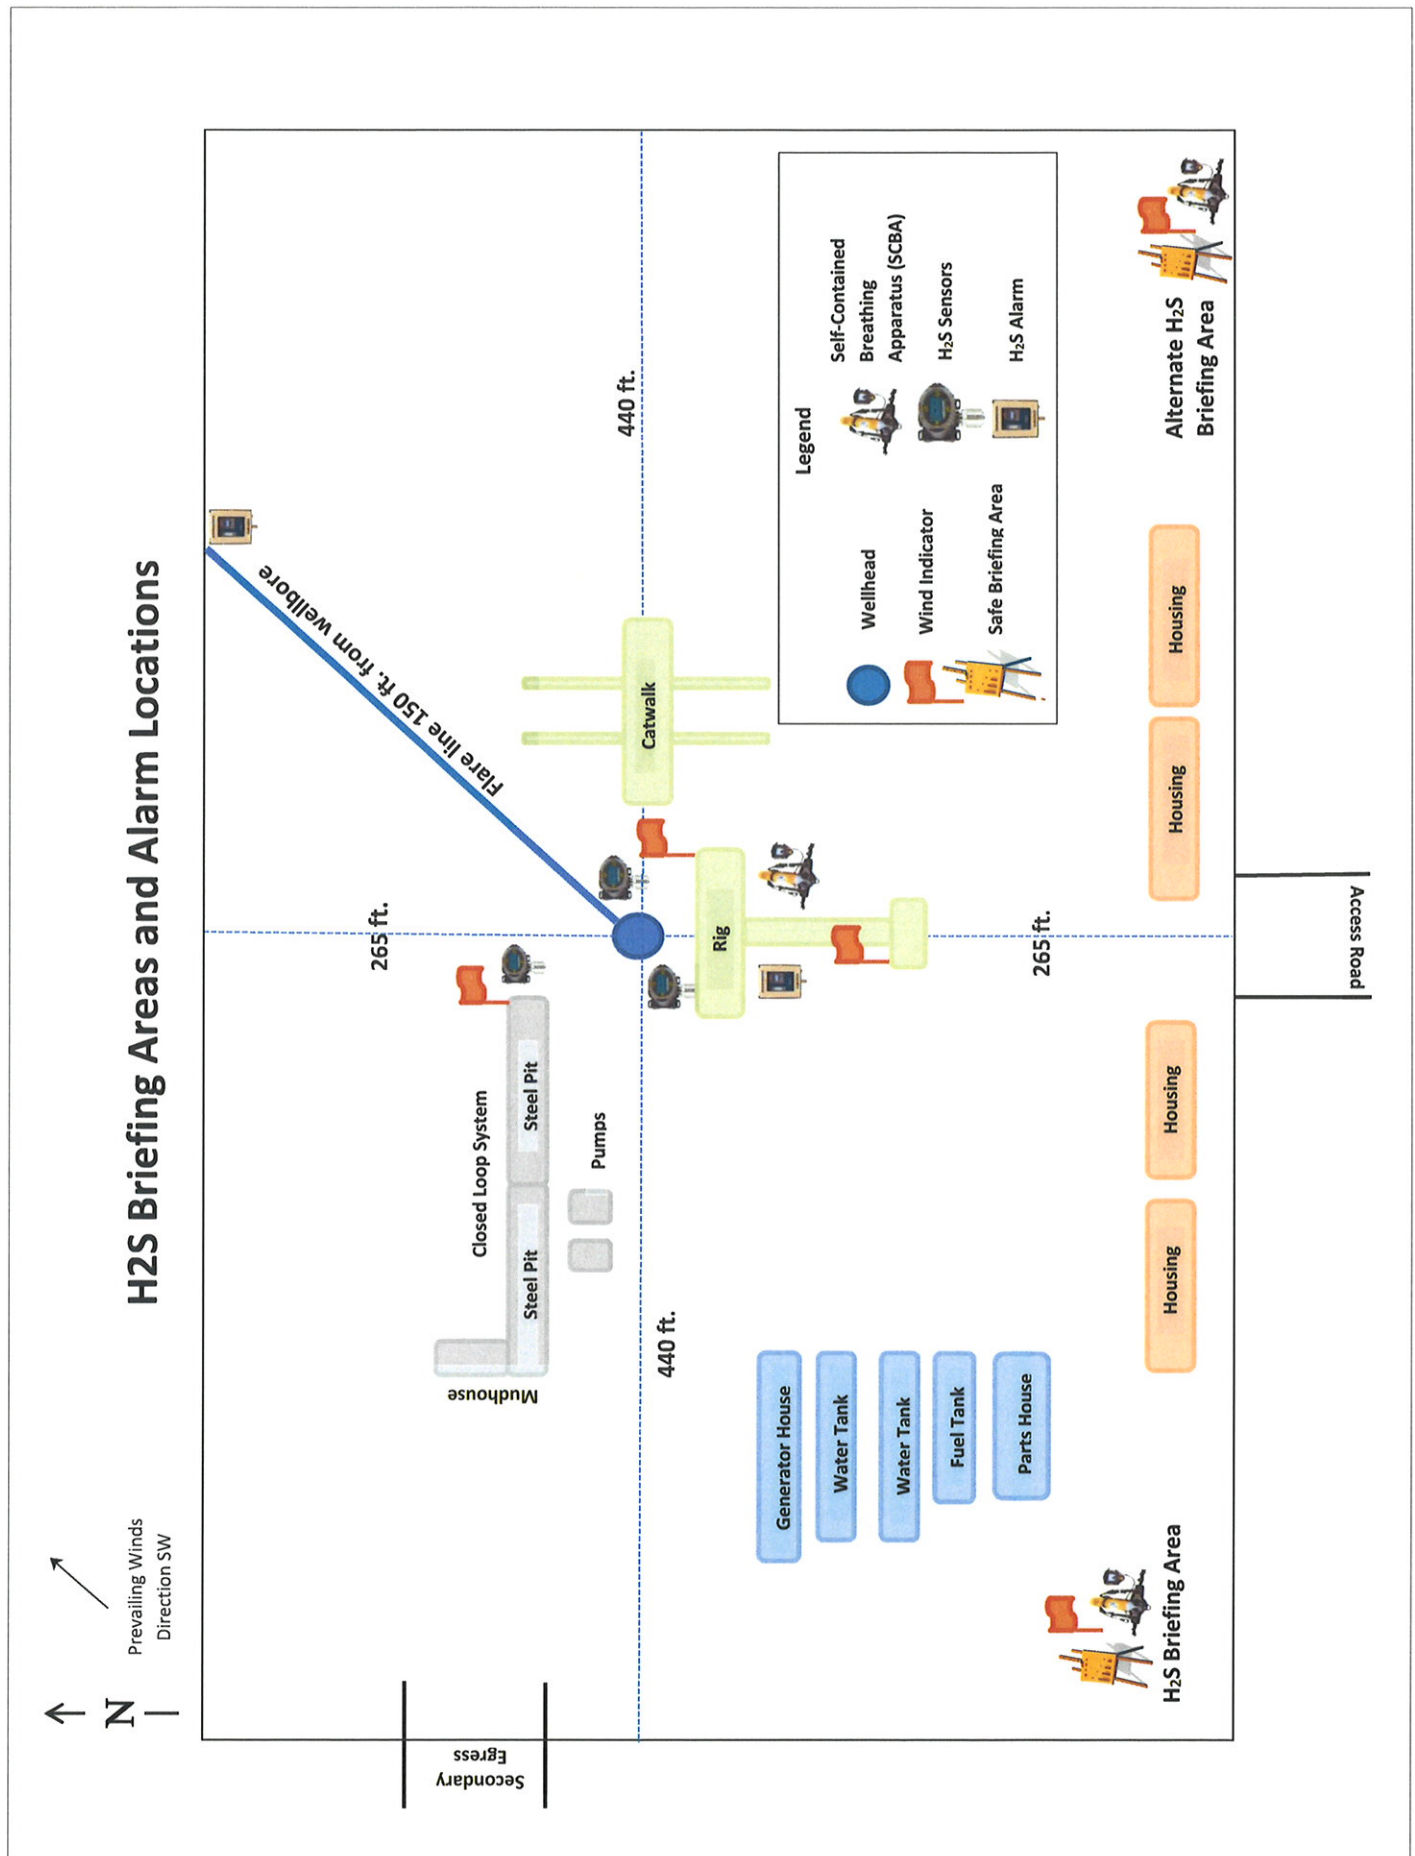 H2S Briefing Areas and Alarm Locations
N
Prevailing Winds
Direction SW
Secondary
Egress
265 ft.
Flare line 150 ft. from wellbore
Closed Loop System
Steel Pit
Steel Pit
Mudhouse
Pumps
440 ft.
440 ft.
Catwalk
Rig
265 ft.
Generator House
Water Tank
Water Tank
Fuel Tank
Parts House
Legend
Wellhead
Wind Indicator
Safe Briefing Area
Self-Contained
Breathing
Apparatus (SCBA)
H₂S Sensors
H₂S Alarm
Housing
Housing
Housing
Housing
H₂S Briefing Area
Alternate H₂S
Briefing Area
Access Road